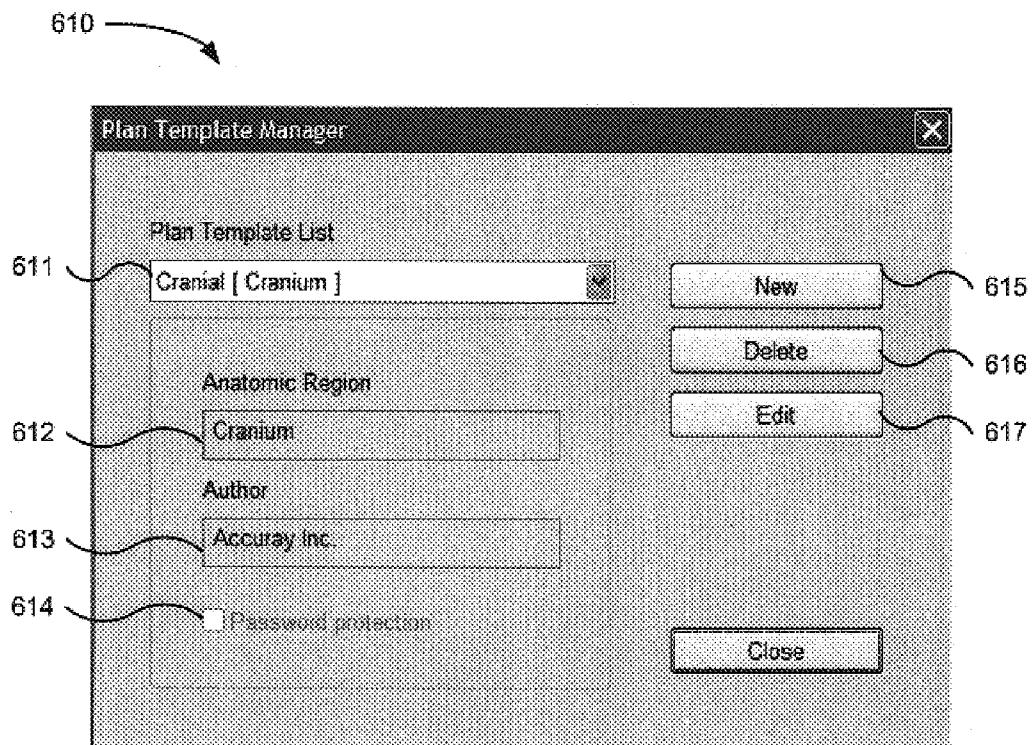 610
Plan Template Manager
Plan Template List
611
Cranial [ Cranium ]
New
615
Delete
616
Anatomic Region
Edit
612
Cranium
617
Author
613
Accuray Inc.
614
Password protection
Close